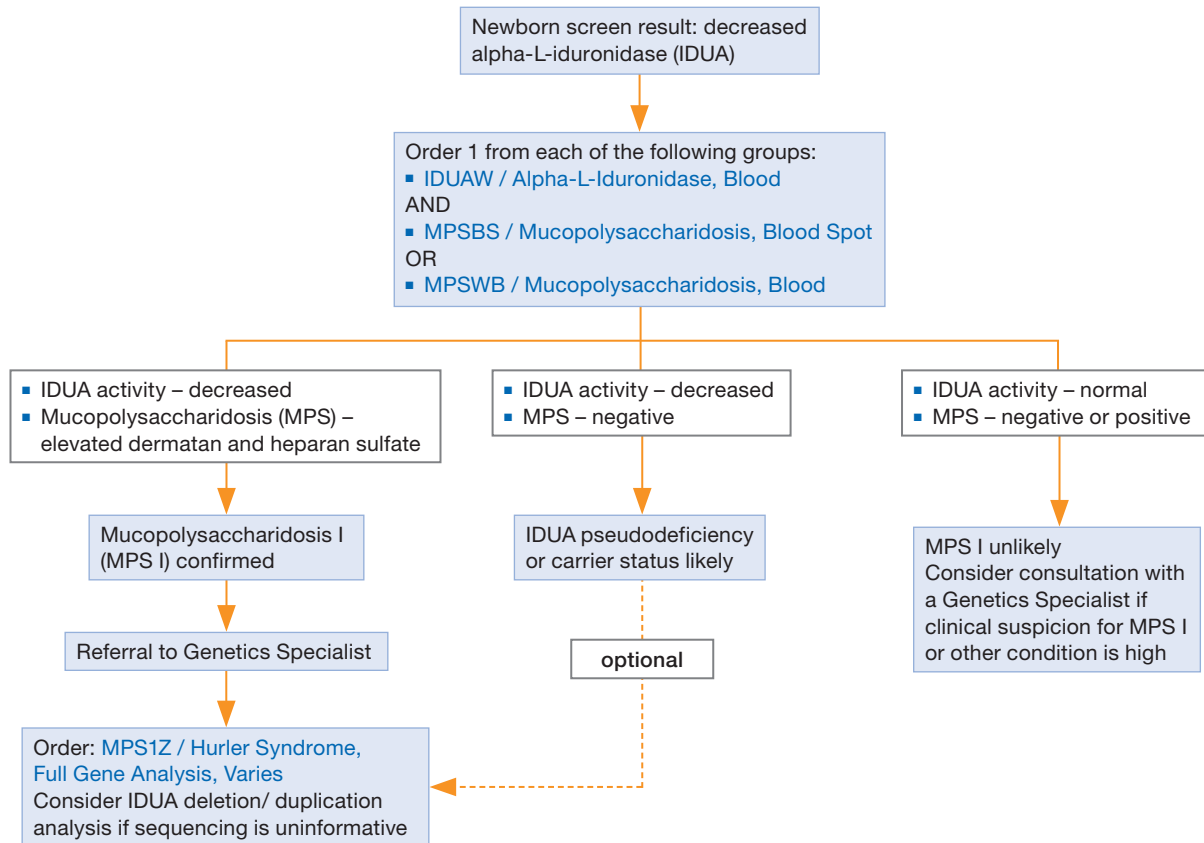 Newborn screen result: decreased
alpha-L-iduronidase (IDUA)
Order 1 from each of the following groups:
▪ IDUAW / Alpha-L-Iduronidase, Blood
AND
▪ MPSBS / Mucopolysaccharidosis, Blood Spot
OR
▪ MPSWB / Mucopolysaccharidosis, Blood
▪ IDUA activity – decreased
▪ Mucopolysaccharidosis (MPS) –
elevated dermatan and heparan sulfate
▪ IDUA activity – decreased
▪ MPS – negative
▪ IDUA activity – normal
▪ MPS – negative or positive
Mucopolysaccharidosis I
(MPS I) confirmed
IDUA pseudodeficiency
or carrier status likely
MPS I unlikely
Consider consultation with
a Genetics Specialist if
clinical suspicion for MPS I
or other condition is high
Referral to Genetics Specialist
optional
Order: MPS1Z / Hurler Syndrome,
Full Gene Analysis, Varies
Consider IDUA deletion/ duplication
analysis if sequencing is uninformative